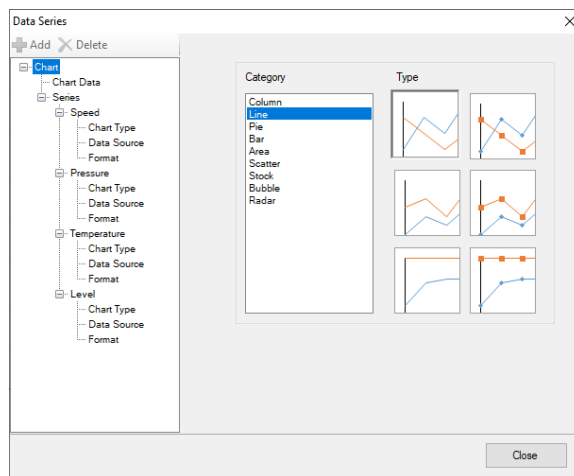 Data Series
Add Delete
Chart
Chart Data
Series
Speed
Chart Type
Data Source
Format
Pressure
Chart Type
Data Source
Format
Temperature
Chart Type
Data Source
Format
Level
Chart Type
Data Source
Format
Category
Column
Line
Pie
Bar
Area
Scatter
Stock
Bubble
Radar
Type
Close